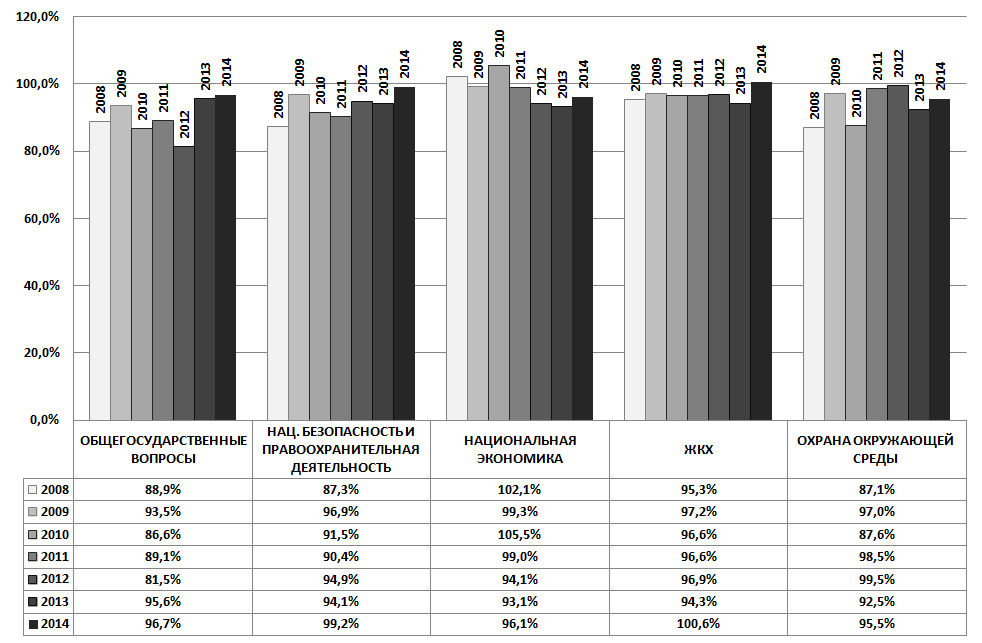 120,0%
100,0%
80,0%
60,0%
40,0%
20,0%
0,0%
2008 2009 2010 2011 2012 2013 2014
2008 2009 2010 2011 2012 2013 2014
2008 2009 2010 2011 2012 2013 2014
2008 2009 2010 2011 2012 2013 2014
2008 2009 2010 2011 2012 2013 2014
ОБЩЕГОСУДАРСТВЕННЫЕ
ВОПРОСЫ
НАЦ. БЕЗОПАСНОСТЬ И
ПРАВООХРАНИТЕЛЬНАЯ
ДЕЯТЕЛЬНОСТЬ
НАЦИОНАЛЬНАЯ
ЭКОНОМИКА
ЖКХ
ОХРАНА ОКРУЖАЮЩЕЙ
СРЕДЫ
2008 88,9% 87,3% 102,1% 95,3% 87,1%
2009 93,5% 96,9% 99,3% 97,2% 97,0%
2010 86,6% 91,5% 105,5% 96,6% 87,6%
2011 89,1% 90,4% 99,0% 96,6% 98,5%
2012 81,5% 94,9% 94,1% 96,9% 99,5%
2013 95,6% 94,1% 93,1% 94,3% 92,5%
2014 96,7% 99,2% 96,1% 100,6% 95,5%